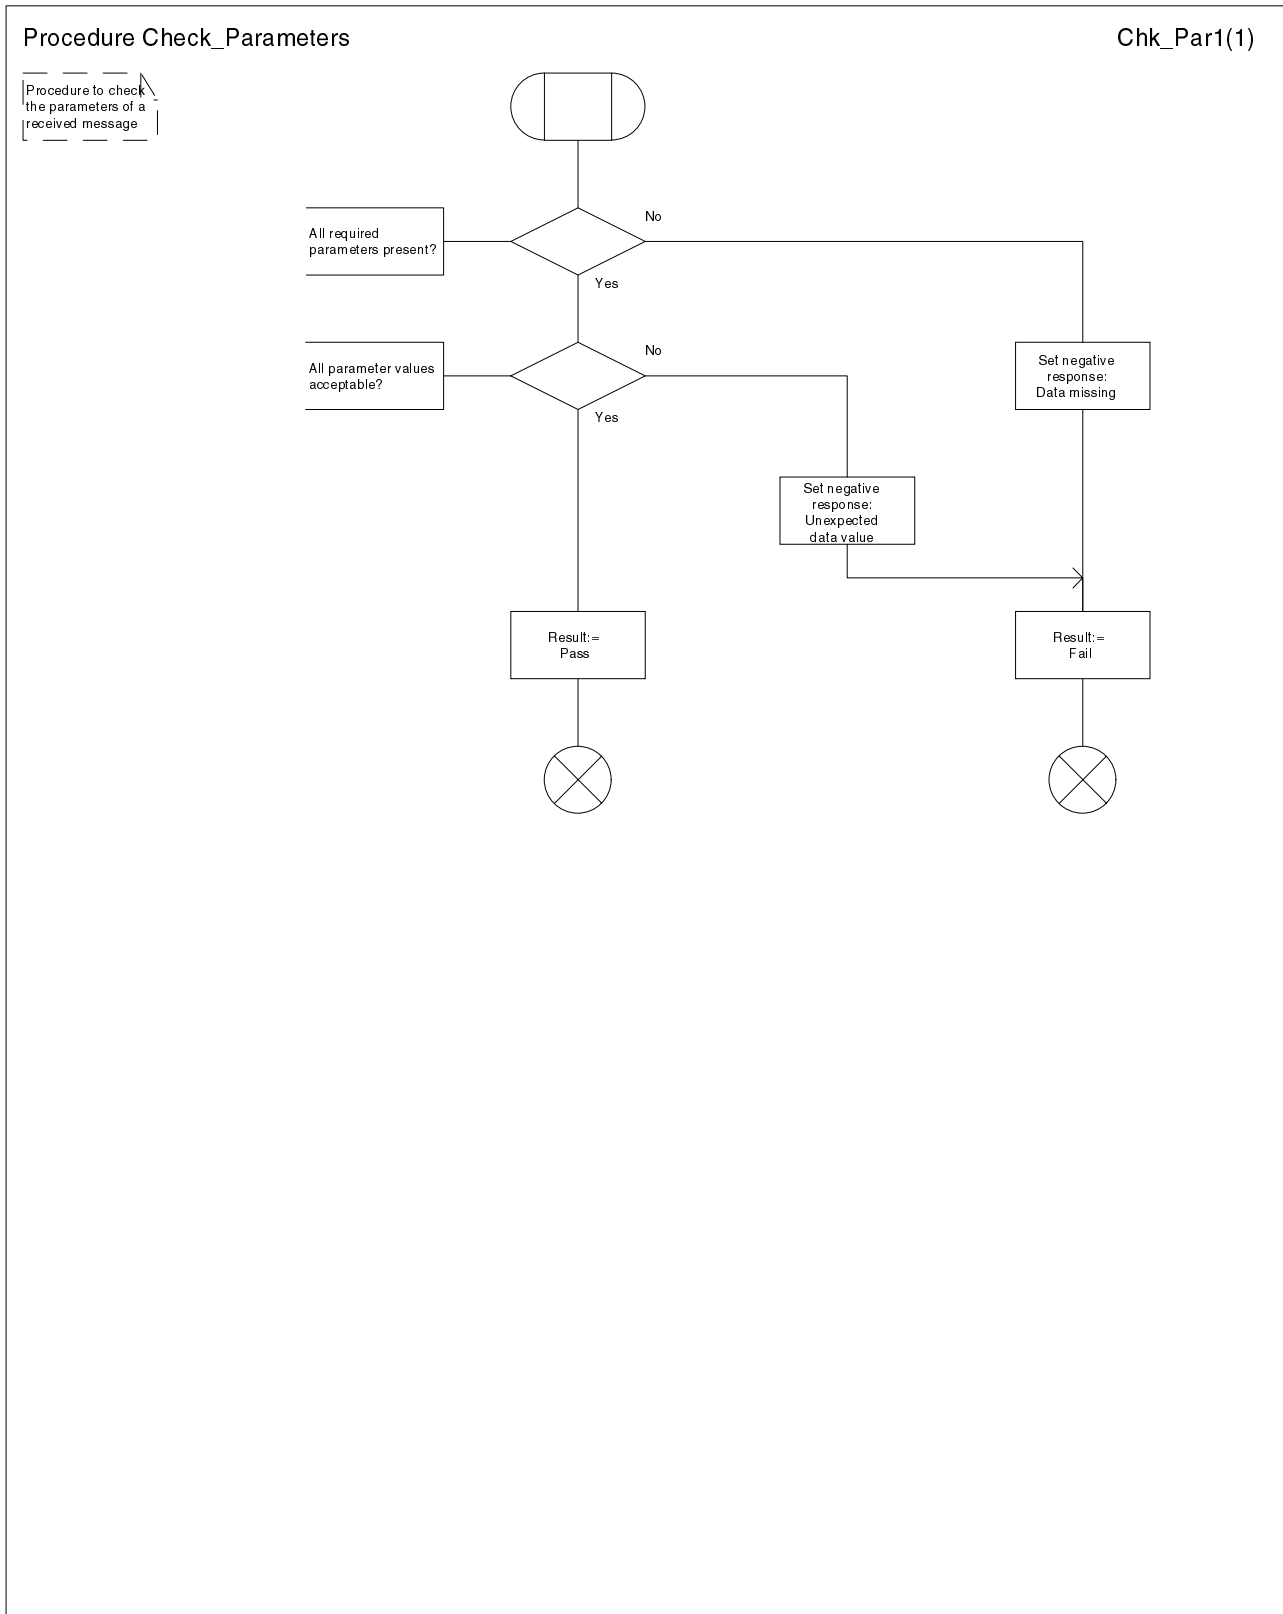 Procedure Check_Parameters
Chk_Par1(1)
Procedure to check
the parameters of a
received message
No
All required
parameters present?
Yes
No
All parameter values
acceptable?
Yes
Set negative
response:
Data missing
Set negative
response:
Unexpected
data value
Result:=
Pass
Result:=
Fail